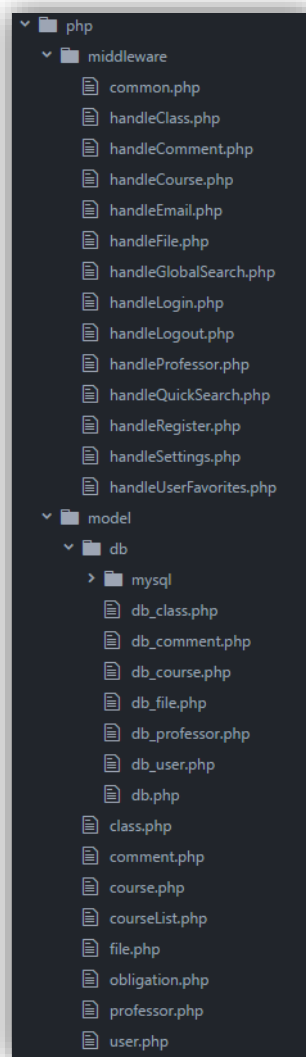 php
middleware
common.php
handleClass.php
handleComment.php
handleCourse.php
handleEmail.php
handleFile.php
handleGlobalSearch.php
handleLogin.php
handleLogout.php
handleProfessor.php
handleQuickSearch.php
handleRegister.php
handleSettings.php
handleUserFavorites.php
model
db
mysql
db_class.php
db_comment.php
db_course.php
db_file.php
db_professor.php
db_user.php
db.php
class.php
comment.php
course.php
courseList.php
file.php
obligation.php
professor.php
user.php